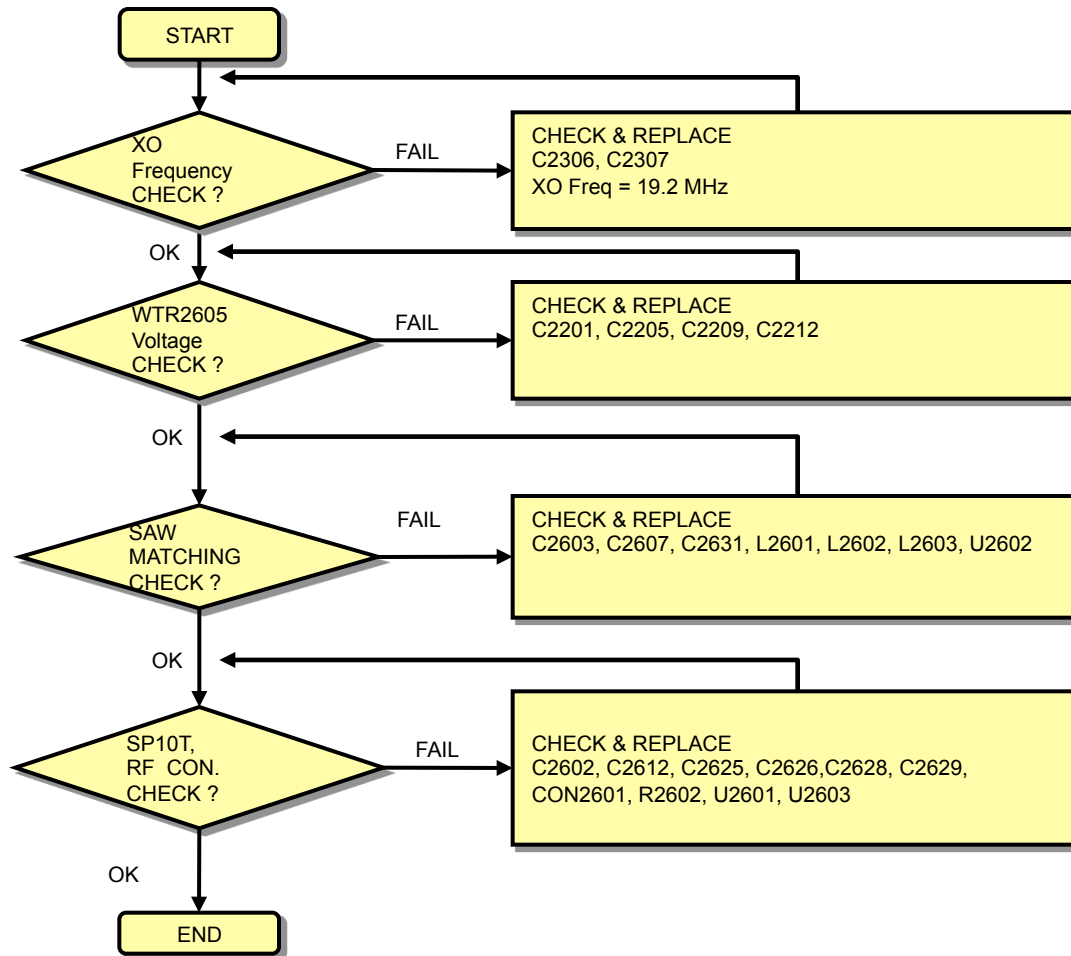 START
XO
Frequency
CHECK ?
FAIL
CHECK & REPLACE
C2306, C2307
XO Freq = 19.2 MHz
OK
WTR2605
Voltage
CHECK ?
FAIL
CHECK & REPLACE
C2201, C2205, C2209, C2212
OK
SAW
MATCHING
CHECK ?
FAIL
CHECK & REPLACE
C2603, C2607, C2631, L2601, L2602, L2603, U2602
OK
SP10T,
RF CON.
CHECK ?
FAIL
CHECK & REPLACE
C2602, C2612, C2625, C2626,C2628, C2629,
CON2601, R2602, U2601, U2603
OK
END